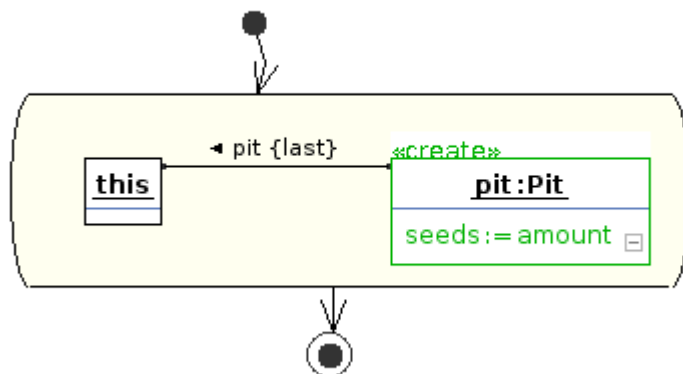 ◄ pit {last}
«create»
this
pit :Pit
seeds := amount